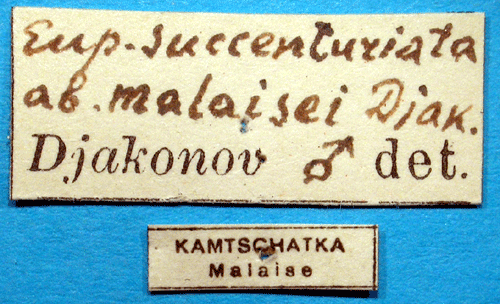 Eup. succenturiata
ab. malaisei Djak.
Djakonov ♂ det.
KAMTSCHATKA
Malaise